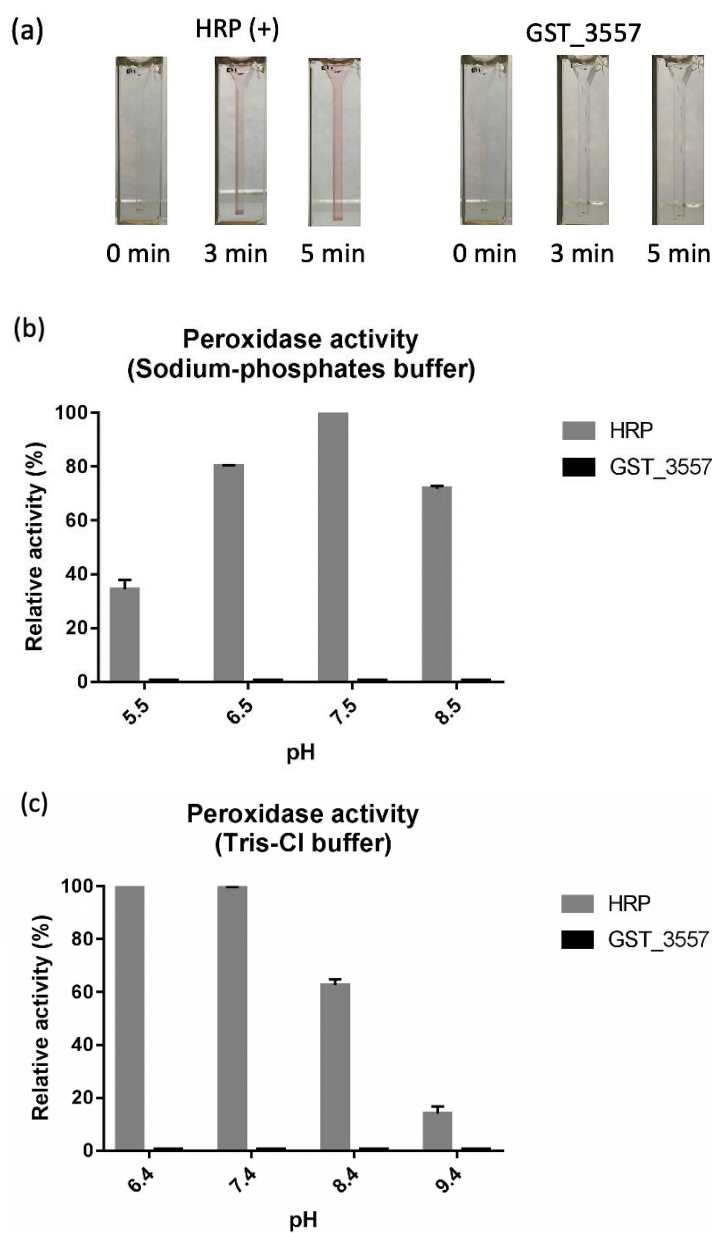 (a)
HRP (+)
GST_3557
0 min 3 min 5 min
0 min 3 min 5 min
(b)
Peroxidase activity
(Sodium-phosphates buffer)
Relative activity (%)
100
80
60
40
20
0
5.5 6.5 7.5 8.5
pH
HRP
GST_3557
(c)
Peroxidase activity
(Tris-Cl buffer)
Relative activity (%)
100
80
60
40
20
0
6.4 7.4 8.4 9.4
pH
HRP
GST_3557